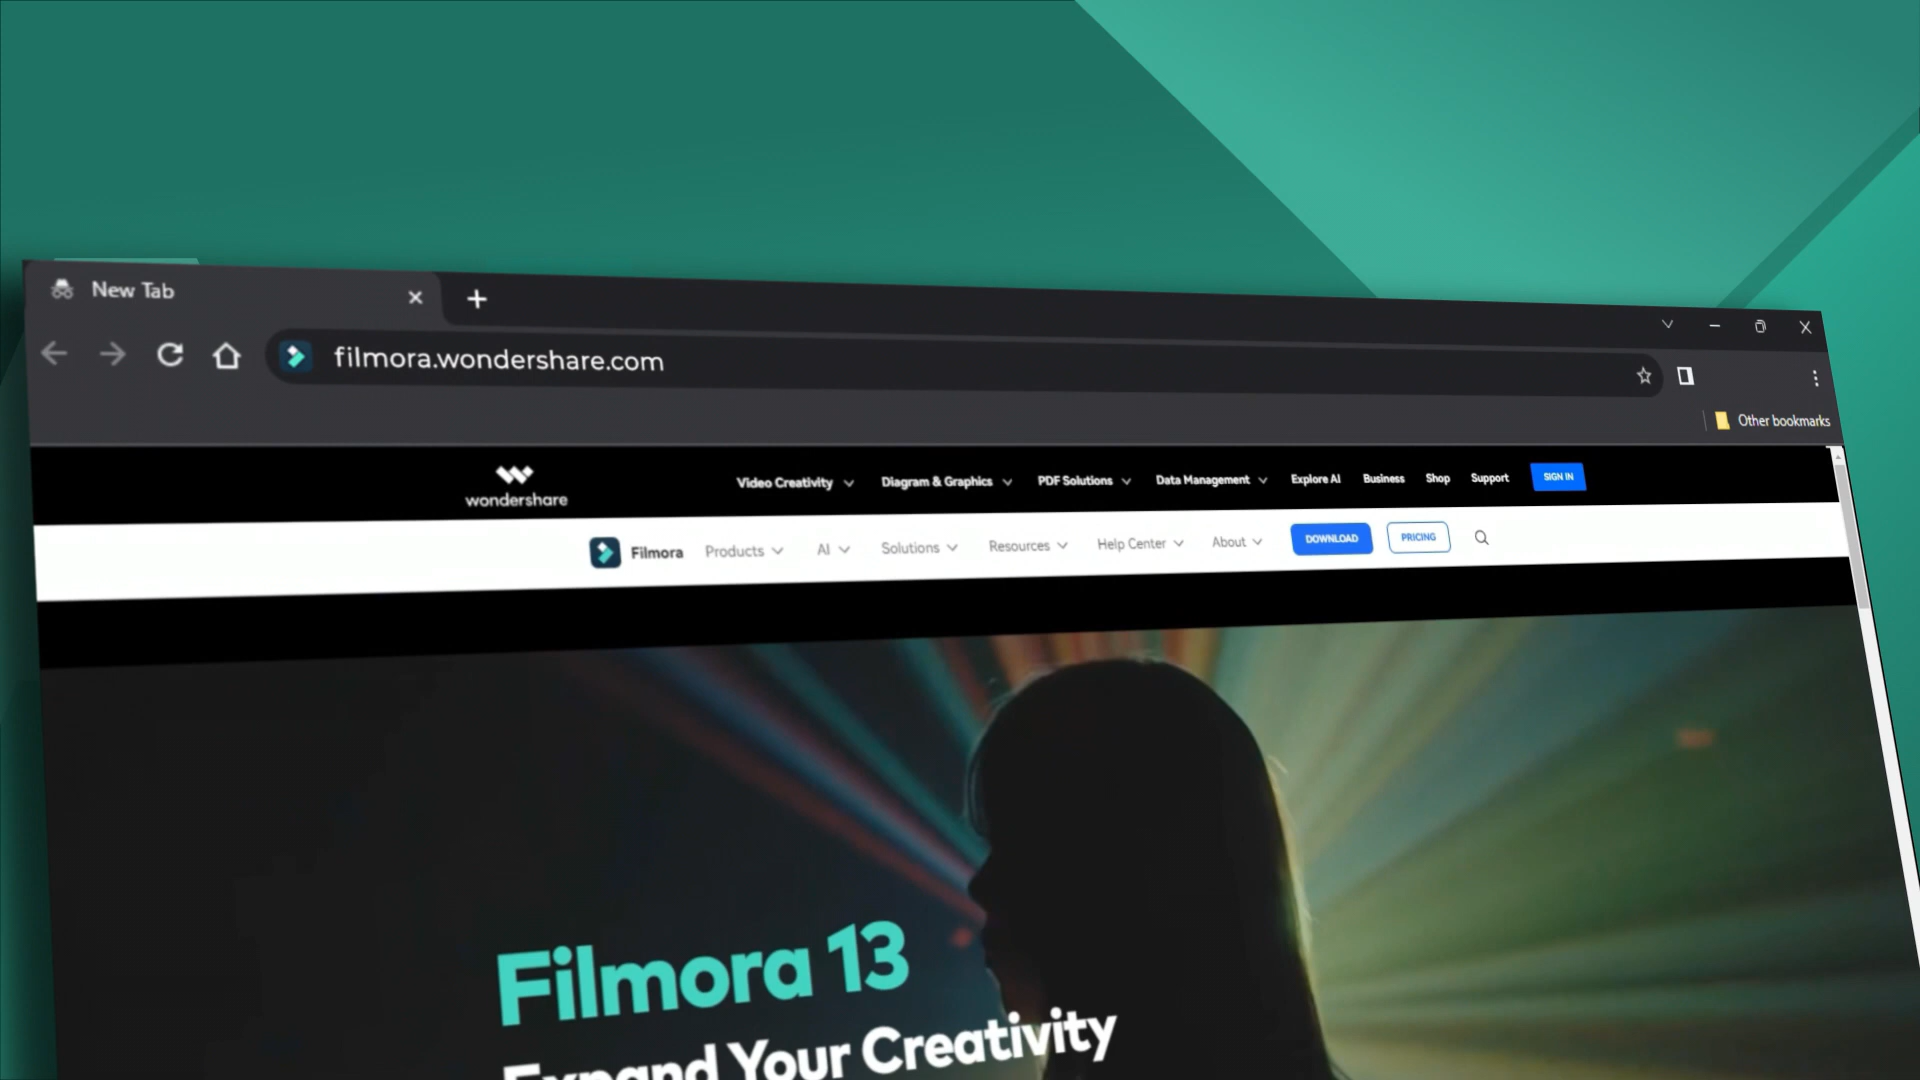 New Tab
filmora.wondershare.com
Other bookmarks
wondershare
Video Creativity Diagram & Graphics PDF Solutions Data Management Explore AI Business Shop Support SIGN IN
Filmora Products AI Solutions Resources Help Center About DOWNLOAD PRICING
Filmora 13
Expand Your Creativity